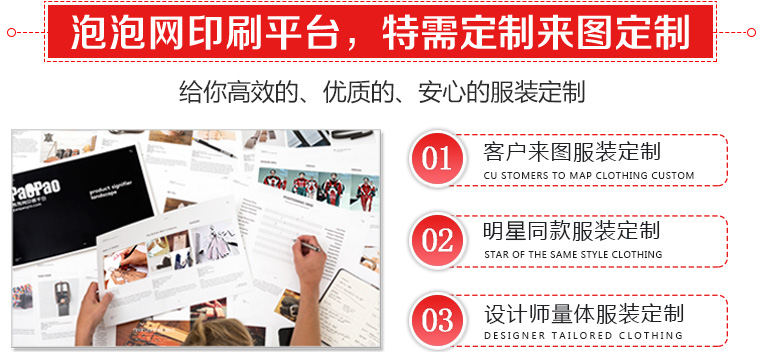 泡泡网印刷平台，特需定制来图定制
给你高效的、优质的、安心的服装定制
PaoPao
product signifier
landscape
01
客户来图服装定制
CU STOMERS TO MAP CLOTHING CUSTOM
02
明星同款服装定制
STAR OF THE SAME STYLE CLOTHING
03
设计师量体服装定制
DESIGNER TAILORED CLOTHING